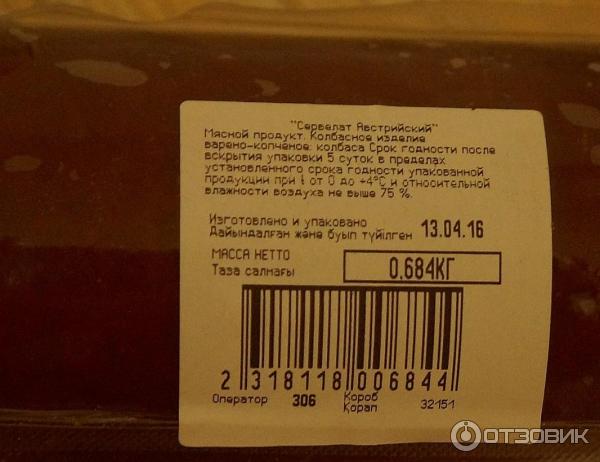 "Сервелат Австрийский"
Мясной продукт. Колбасное изделие
варено-копченое: колбаса Срок годности после
вскрытия упаковки 5 суток в пределах
установленного срока годности упакованной
продукции при t от 0 до +4°С и относительной
влажности воздуха не выше 75 %.
Изготовлено и упаковано
Дайындалған және буып түйілген 13.04.16
МАССА НЕТТО
Таза салмағы 0.684КГ
2 318118 006844
Оператор 306 Короб 32151
Қорап
ОТЗОВИК